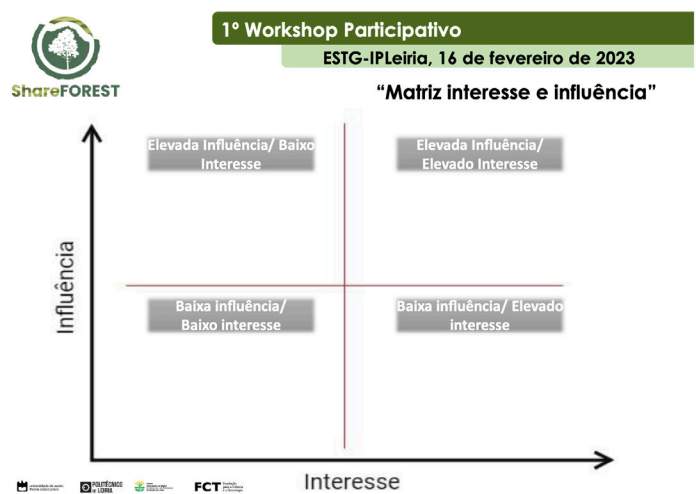 1º Workshop Participativo
ESTG-IPLeiria, 16 de fevereiro de 2023
ShareFOREST
“Matriz interesse e influência”
Elevada Influência/ Baixo
Interesse
Elevada Influência/
Elevado Interesse
Influência
Baixa influência/
Baixo interesse
Baixa influência/ Elevado
interesse
Interesse
POLITÉCNICO
DE LEIRIA
FCT